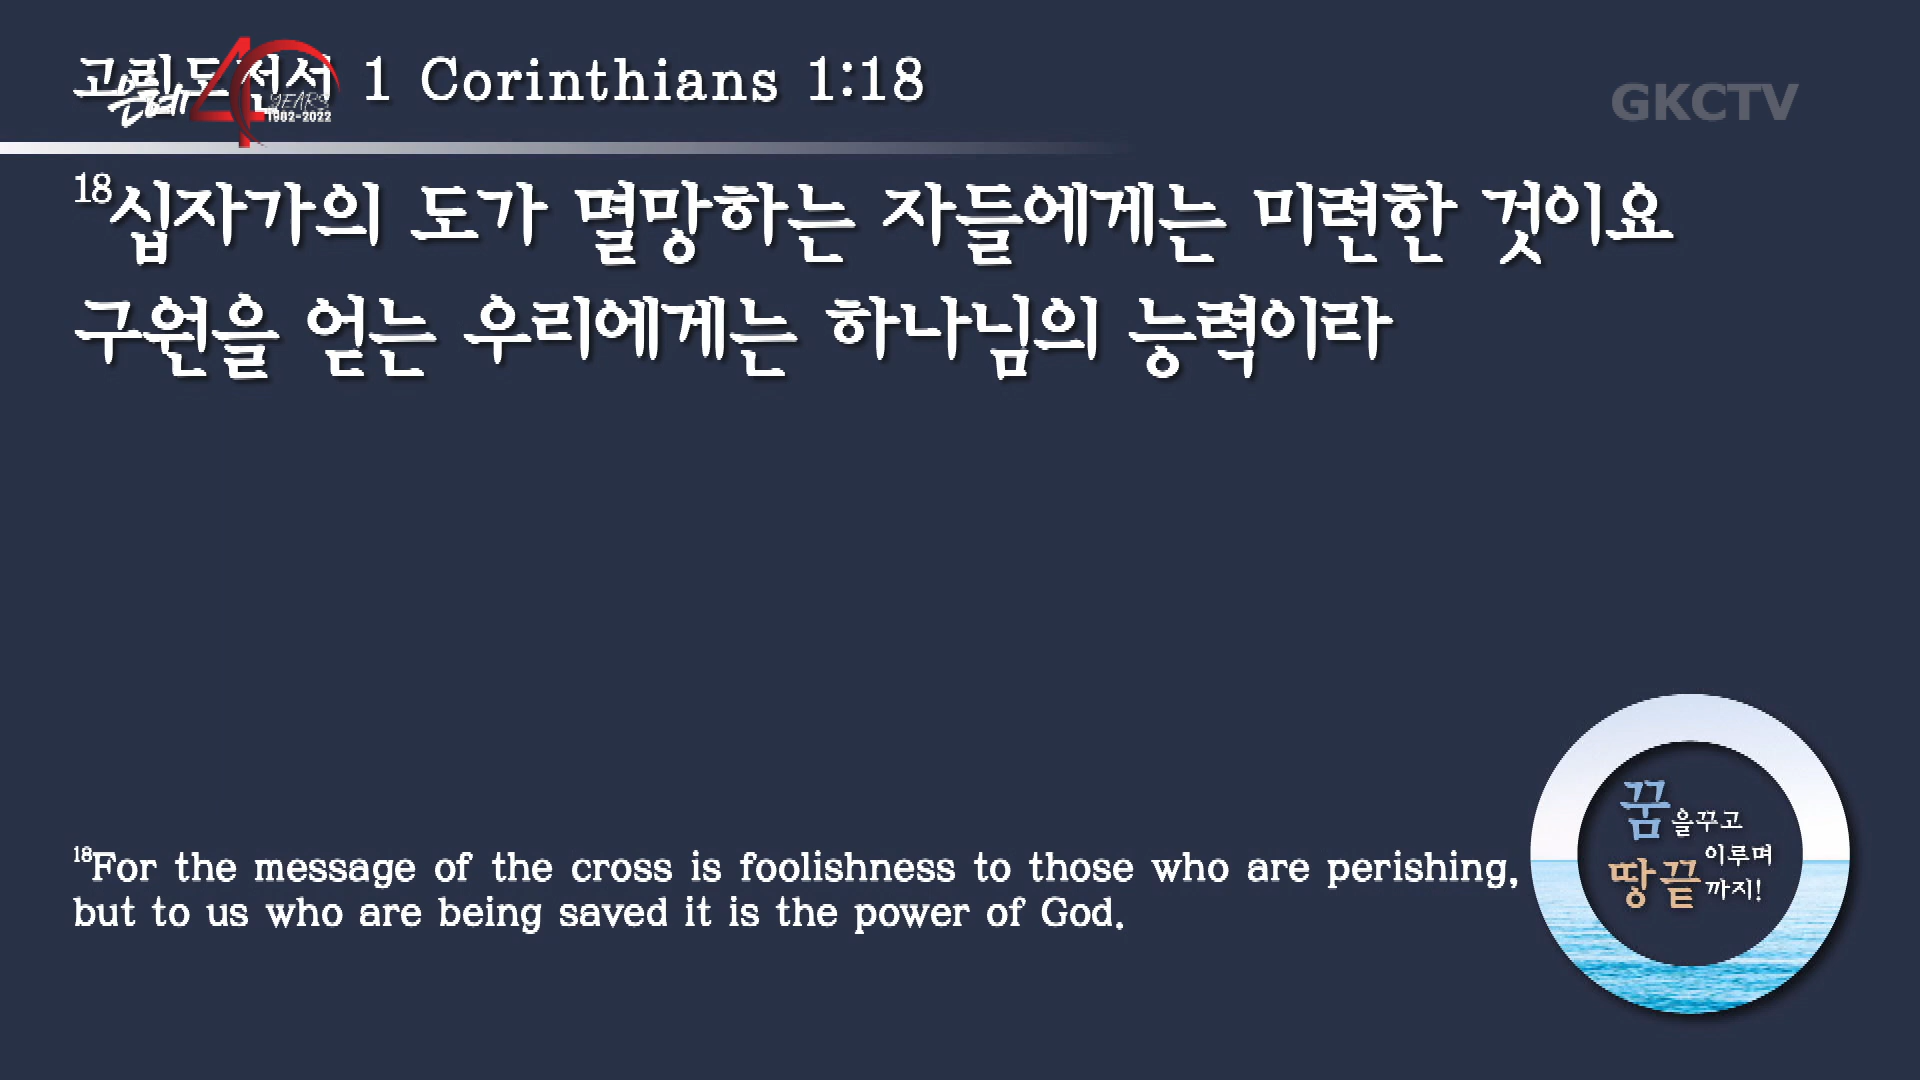 고린도전서 1 Corinthians 1:18
은혜 40 YEARS
1982-2022
GKCTV
18십자가의 도가 멸망하는 자들에게는 미련한 것이요
구원을 얻는 우리에게는 하나님의 능력이라
18For the message of the cross is foolishness to those who are perishing,
but to us who are being saved it is the power of God.
꿈을꾸고
이루며
땅끝까지!